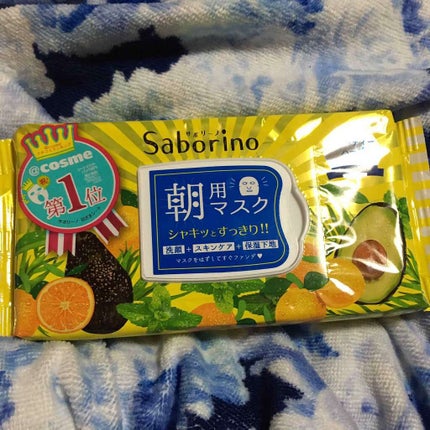 サボリーノ
Saborino
@cosme
第1位
朝用マスク
シャキッとすっきり!!
洗顔+スキンケア+保湿下地
マスクをはずしてすぐファンデ♥